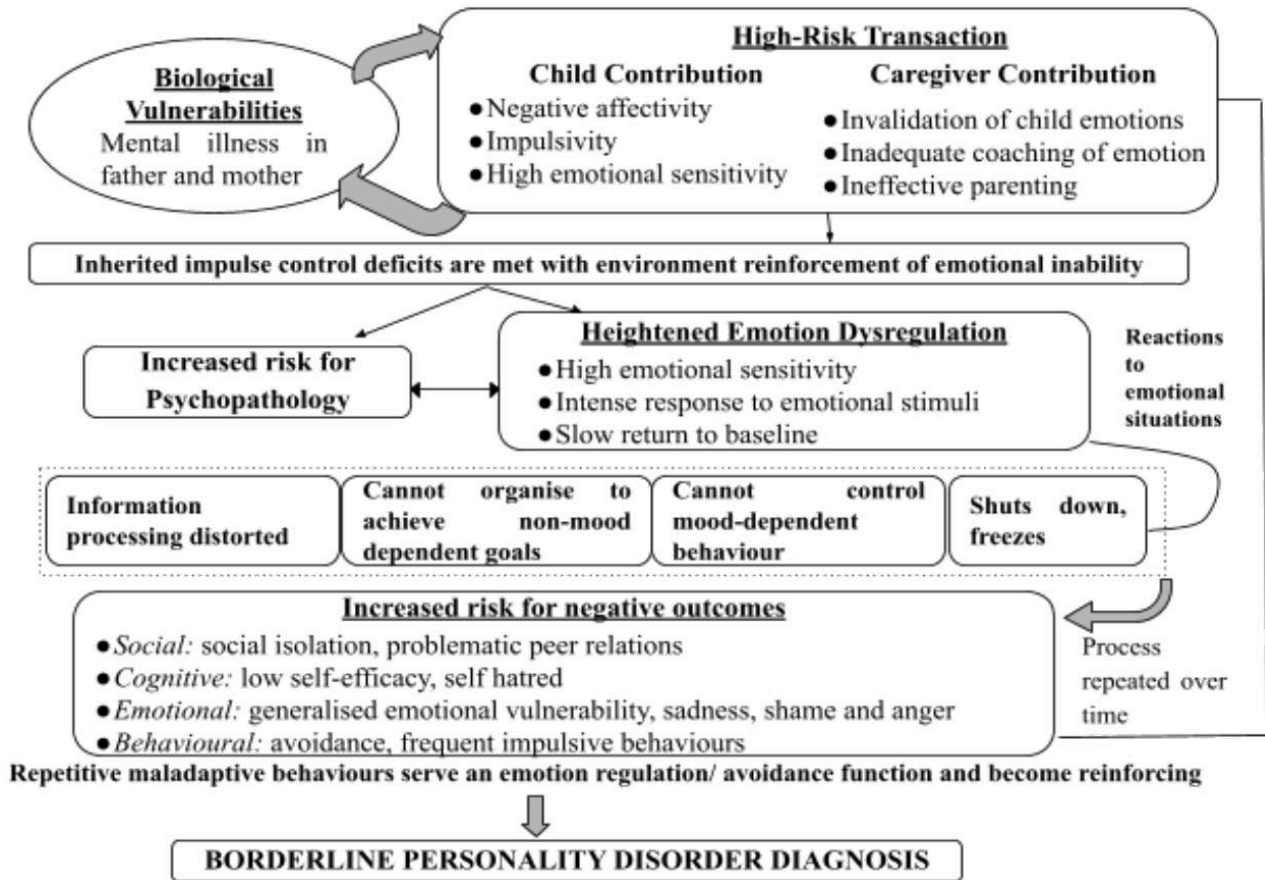 Biological
Vulnerabilities
Mental illness in
father and mother
High-Risk Transaction
Child Contribution
●Negative affectivity
●Impulsivity
●High emotional sensitivity
Caregiver Contribution
●Invalidation of child emotions
●Inadequate coaching of emotion
●Ineffective parenting
Inherited impulse control deficits are met with environment reinforcement of emotional inability
Increased risk for
Psychopathology
Heightened Emotion Dysregulation
●High emotional sensitivity
●Intense response to emotional stimuli
●Slow return to baseline
Reactions
to
emotional
situations
Information
processing distorted
Cannot organise to
achieve non-mood
dependent goals
Cannot control
mood-dependent
behaviour
Shuts down,
freezes
Increased risk for negative outcomes
●Social: social isolation, problematic peer relations
●Cognitive: low self-efficacy, self hatred
●Emotional: generalised emotional vulnerability, sadness, shame and anger
●Behavioural: avoidance, frequent impulsive behaviours
Process
repeated over
time
Repetitive maladaptive behaviours serve an emotion regulation/ avoidance function and become reinforcing
BORDERLINE PERSONALITY DISORDER DIAGNOSIS